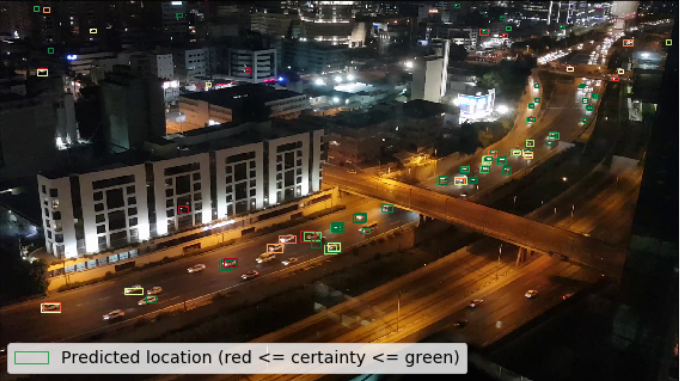 Predicted location (red <= certainty <= green)